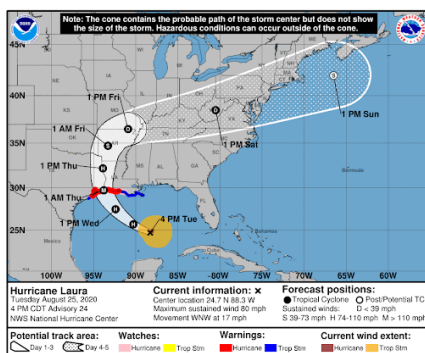 Note: The cone contains the probable path of the storm center but does not show
the size of the storm. Hazardous conditions can occur outside of the cone.
NOAA
45N
40N
35N
30N
25N
20N
1 PM Sun
1 PM Fri
1 AM Fri
1 PM Sat
1 PM Thu
1 AM Thu
1 PM Wed
4 PM Tue
S
D
D
S
H
M
H
H
Bermuda
Mexico
Cuba
Bahamas
100W
95W
90W
85W
80W
75W
70W
65W
60W
Hurricane Laura
Tuesday August 25, 2020
4 PM CDT Advisory 24
NWS National Hurricane Center
Current information: ×
Center location 24.7 N 88.3 W
Maximum sustained wind 80 mph
Movement WNW at 17 mph
Forecast positions:
Tropical Cyclone Post/Potential TC
Sustained winds: D < 39 mph
S 39-73 mph H 74-110 mph M > 110 mph
Potential track area:
Day 1-3 Day 4-5
Watches:
Hurricane Trop Stm
Warnings:
Hurricane Trop Stm
Current wind extent:
Hurricane Trop Stm